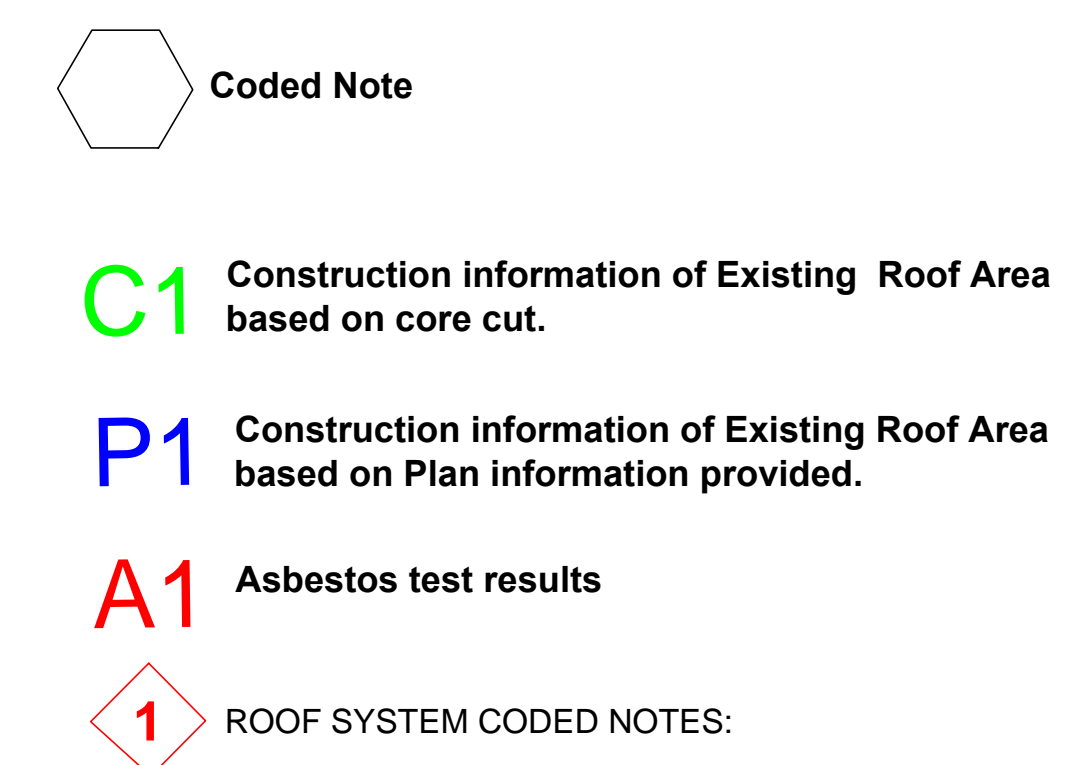 Coded Note
C1 Construction information of Existing  Roof Area
based on core cut.
P1 Construction information of Existing Roof Area
based on Plan information provided.
A1 Asbestos test results
1 ROOF SYSTEM CODED NOTES: